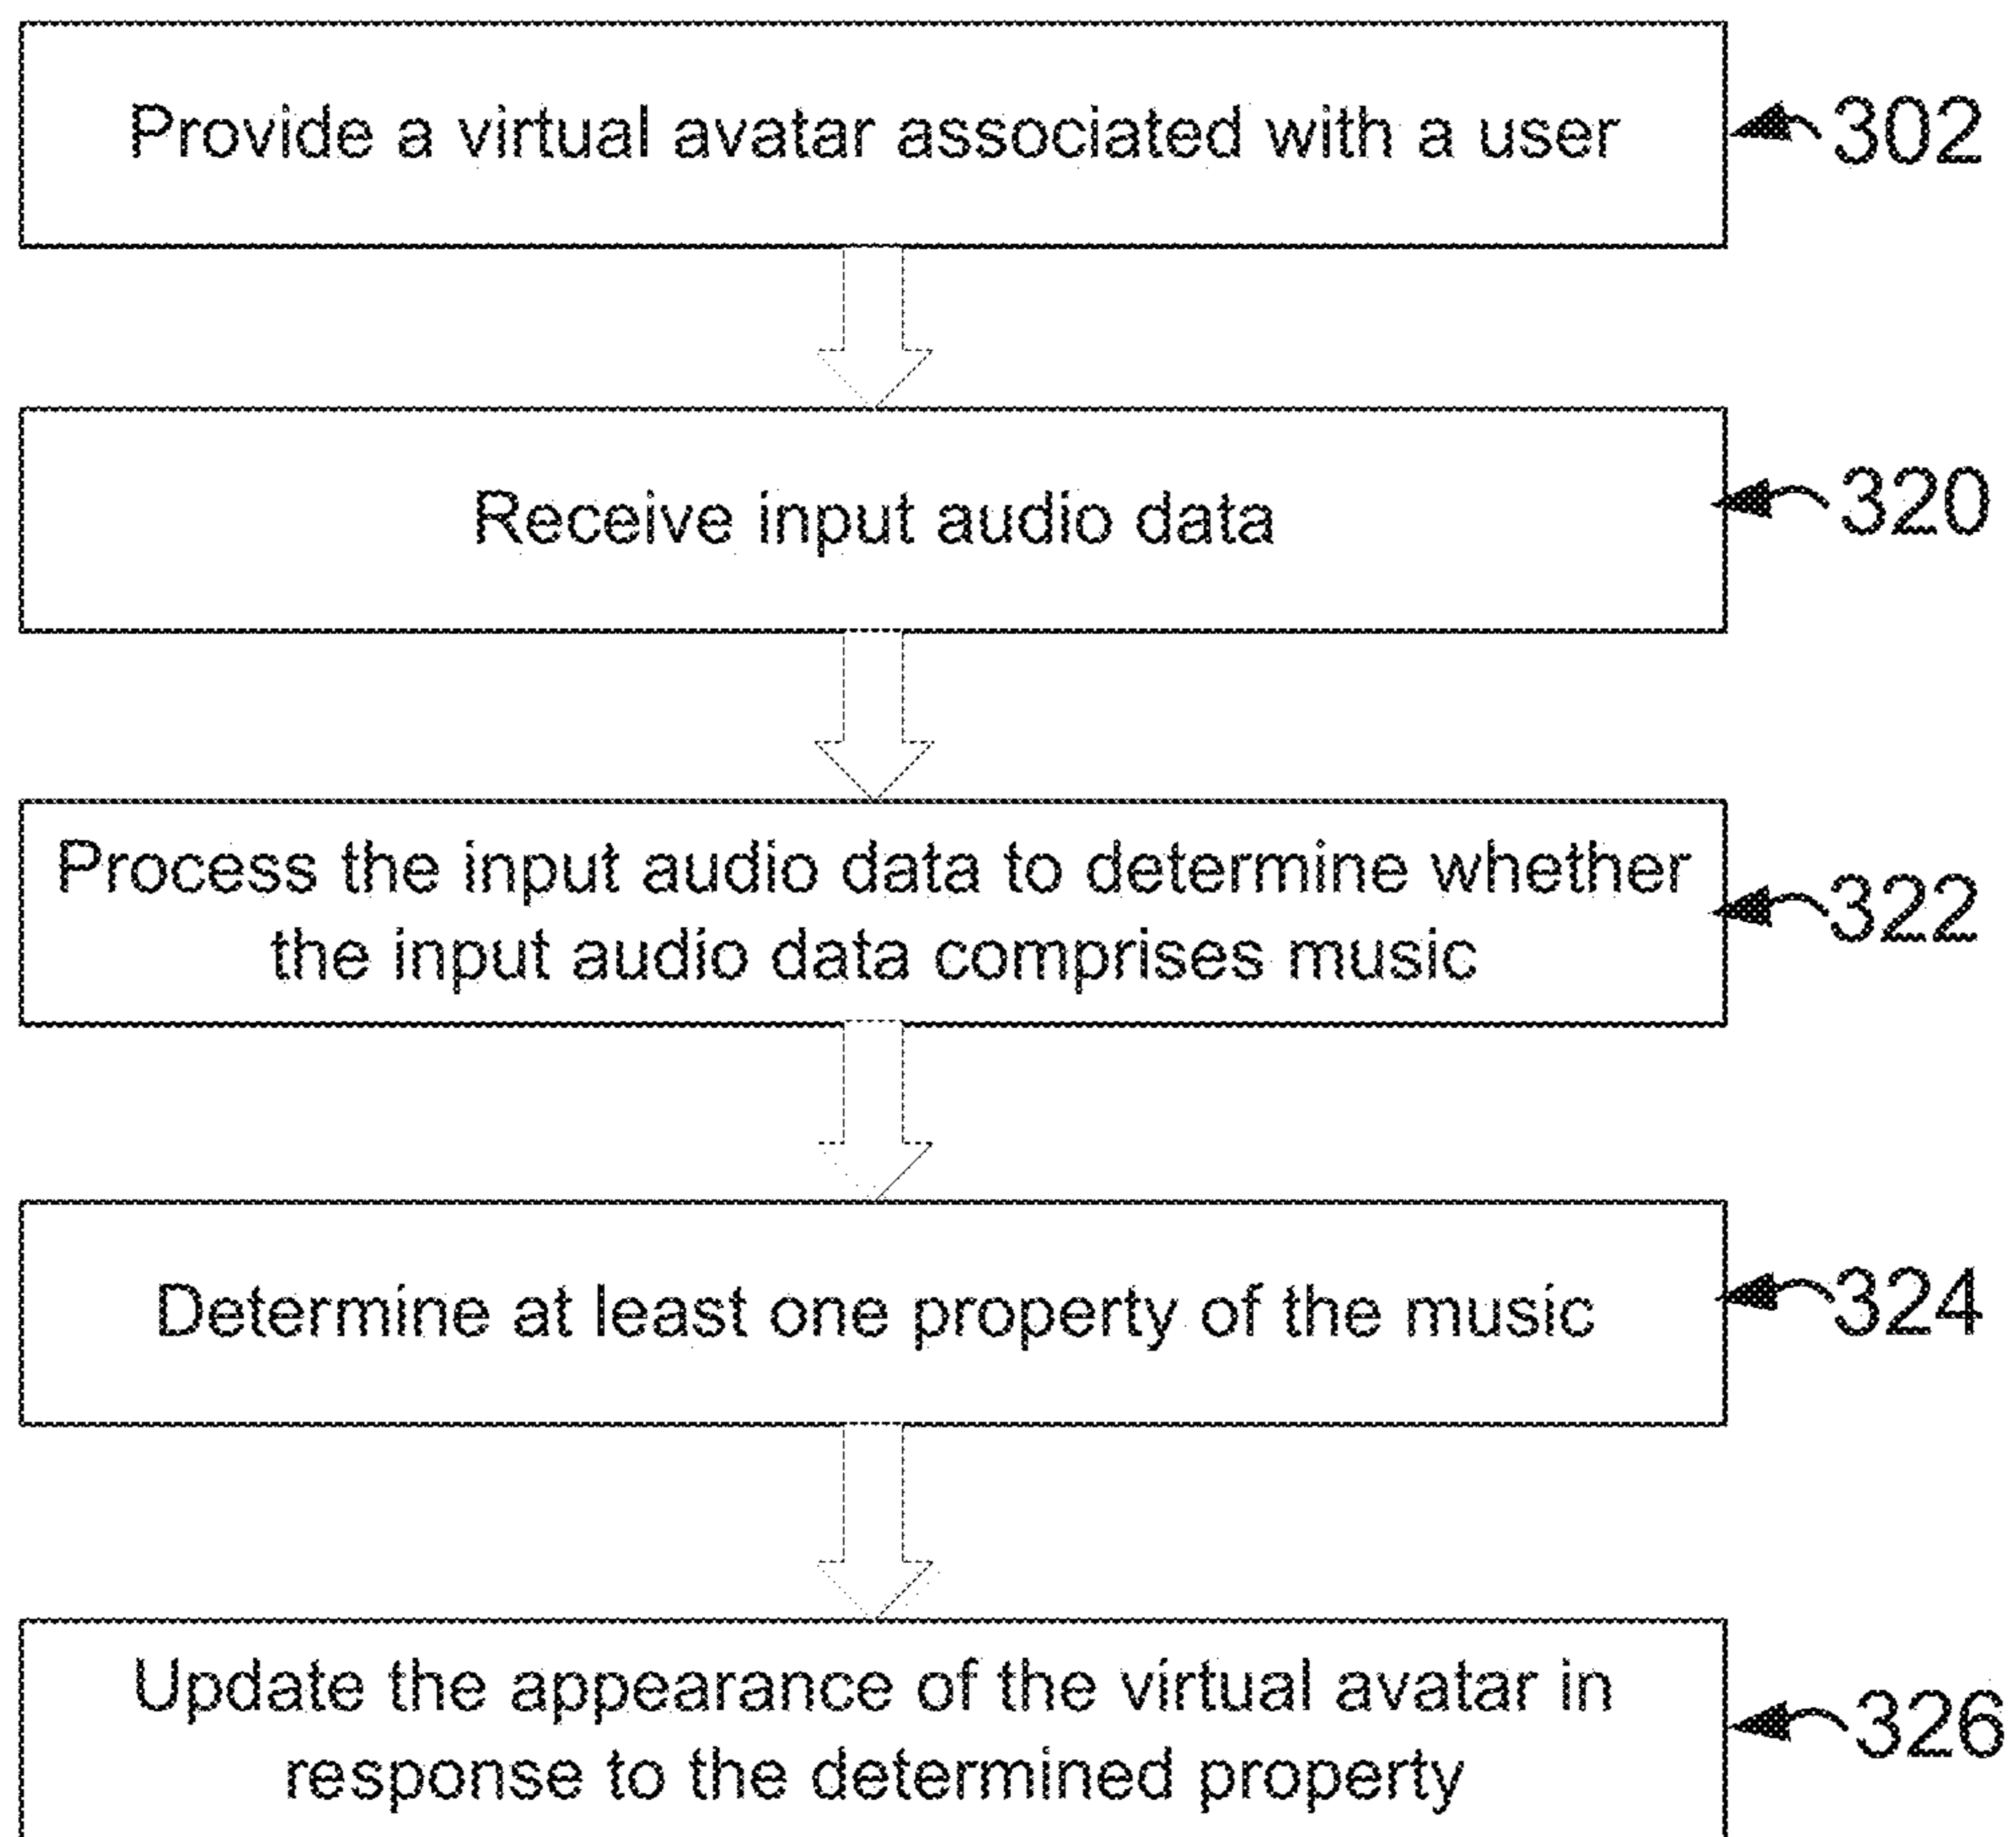 Provide a virtual avatar associated with a user
302
Receive input audio data
320
Process the input audio data to determine whether
the input audio data comprises music
322
Determine at least one property of the music
324
Update the appearance of the virtual avatar in
response to the determined property
326